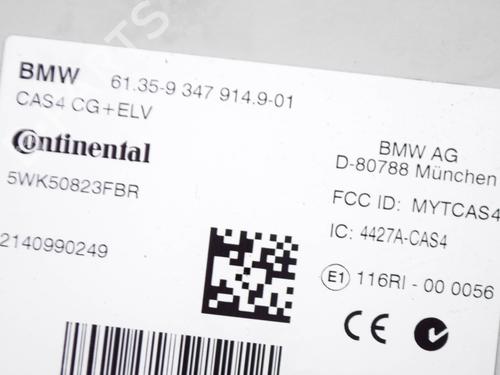 BMW 61.35-9 347 914.9-01
CAS4 CG+ELV
Continental
5WK50823FBR
2140990249
BMW AG
D-80788 München
FCC ID: MYTCAS4
IC: 4427A-CAS4
E1 116RI - 00 0056
CE